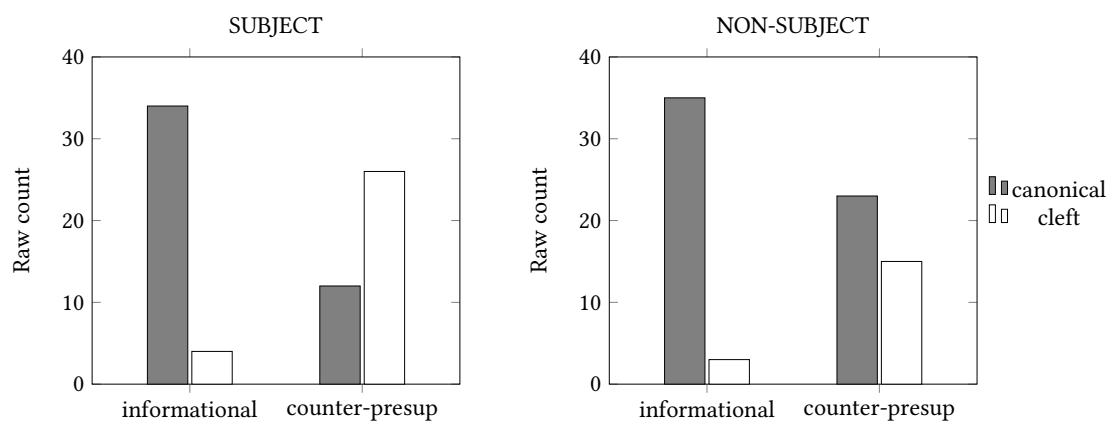 SUBJECT
40
30
20
10
0
Raw count
informational counter-presup
NON-SUBJECT
40
30
20
10
0
Raw count
informational counter-presup
canonical
cleft